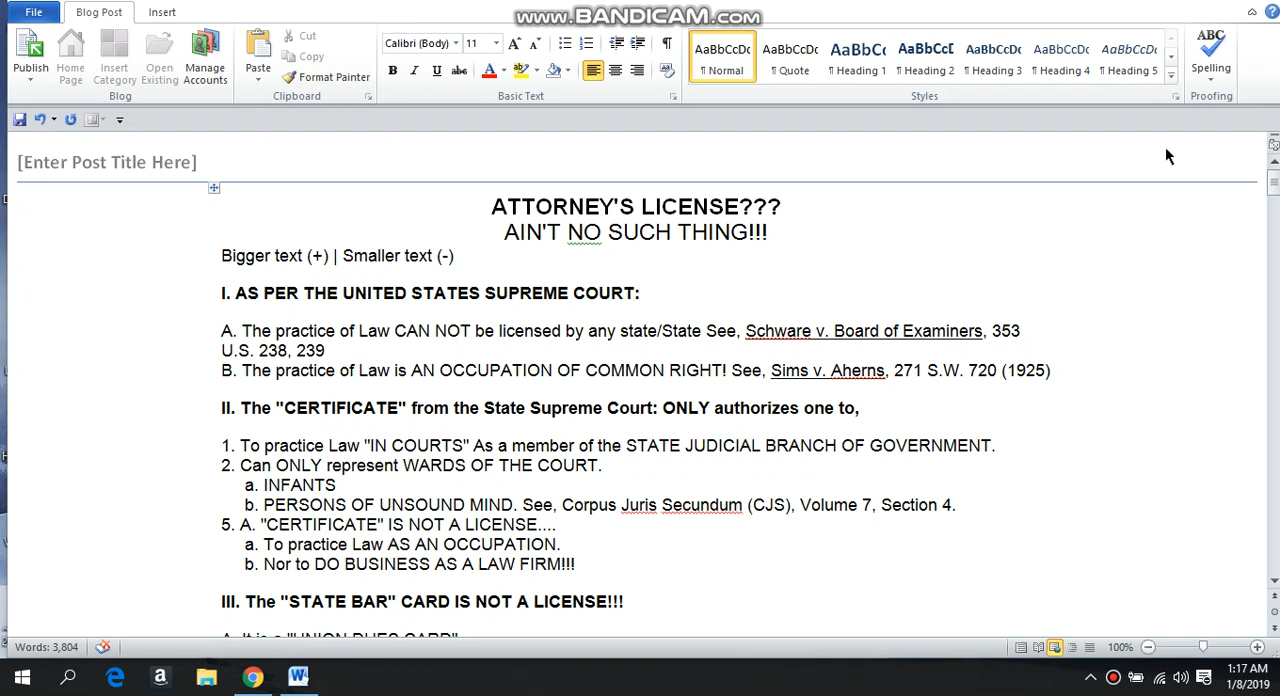 www.BANDICAM.com
File Blog Post Insert
Publish Home Page Insert Category Open Existing Manage Accounts
Blog
Paste Cut Copy Format Painter
Clipboard
Calibri (Body) 11
B I U abc A
Basic Text
AaBbCcDc AaBbCcDc AaBbCc AaBbCcI AaBbCcDc AaBbCcDc AaBbCcDc
¶ Normal ¶ Quote ¶ Heading 1 ¶ Heading 2 ¶ Heading 3 ¶ Heading 4 ¶ Heading 5
Styles
ABC
Spelling
Proofing
[Enter Post Title Here]
ATTORNEY'S LICENSE???
AIN'T NO SUCH THING!!!
Bigger text (+) | Smaller text (-)
I. AS PER THE UNITED STATES SUPREME COURT:
A. The practice of Law CAN NOT be licensed by any state/State See, Schware v. Board of Examiners, 353
U.S. 238, 239
B. The practice of Law is AN OCCUPATION OF COMMON RIGHT! See, Sims v. Aherns, 271 S.W. 720 (1925)
II. The "CERTIFICATE" from the State Supreme Court: ONLY authorizes one to,
1. To practice Law "IN COURTS" As a member of the STATE JUDICIAL BRANCH OF GOVERNMENT.
2. Can ONLY represent WARDS OF THE COURT.
a. INFANTS
b. PERSONS OF UNSOUND MIND. See, Corpus Juris Secundum (CJS), Volume 7, Section 4.
5. A. "CERTIFICATE" IS NOT A LICENSE....
a. To practice Law AS AN OCCUPATION.
b. Nor to DO BUSINESS AS A LAW FIRM!!!
III. The "STATE BAR" CARD IS NOT A LICENSE!!!
A. It is a "UNION DUES CARD"
Words: 3,804 100%
1:17 AM
1/8/2019